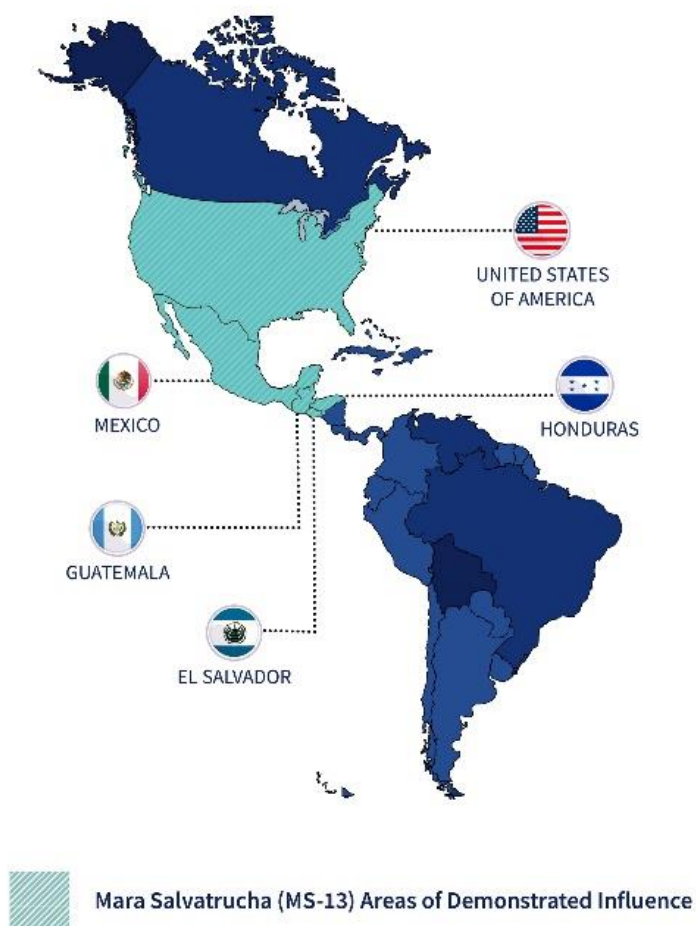 UNITED STATES
OF AMERICA
MEXICO
HONDURAS
GUATEMALA
EL SALVADOR
Mara Salvatrucha (MS-13) Areas of Demonstrated Influence